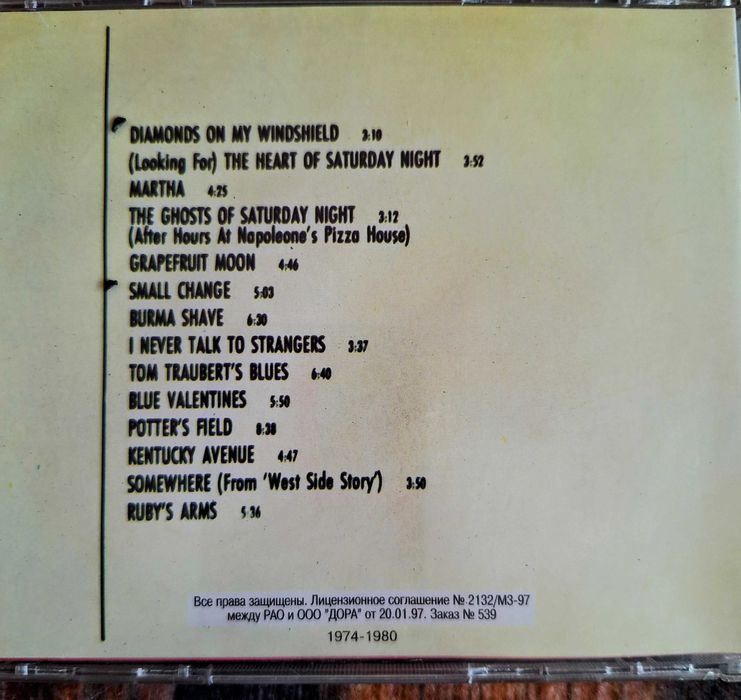 DIAMONDS ON MY WINDSHIELD 3:10
(Looking For) THE HEART OF SATURDAY NIGHT 3:52
MARTHA 4:25
THE GHOSTS OF SATURDAY NIGHT 3:12
(After Hours At Napoleone's Pizza House)
GRAPEFRUIT MOON 4:46
SMALL CHANGE 5:03
BURMA SHAVE 6:30
I NEVER TALK TO STRANGERS 3:37
TOM TRAUBERT'S BLUES 6:40
BLUE VALENTINES 5:50
POTTER'S FIELD 8:38
KENTUCKY AVENUE 4:47
SOMEWHERE (From 'West Side Story') 3:50
RUBY'S ARMS 5:36
Все права защищены. Лицензионное соглашение № 2132/МЗ-97
между РАО и ООО "ДОРА" от 20.01.97. Заказ № 539
1974-1980